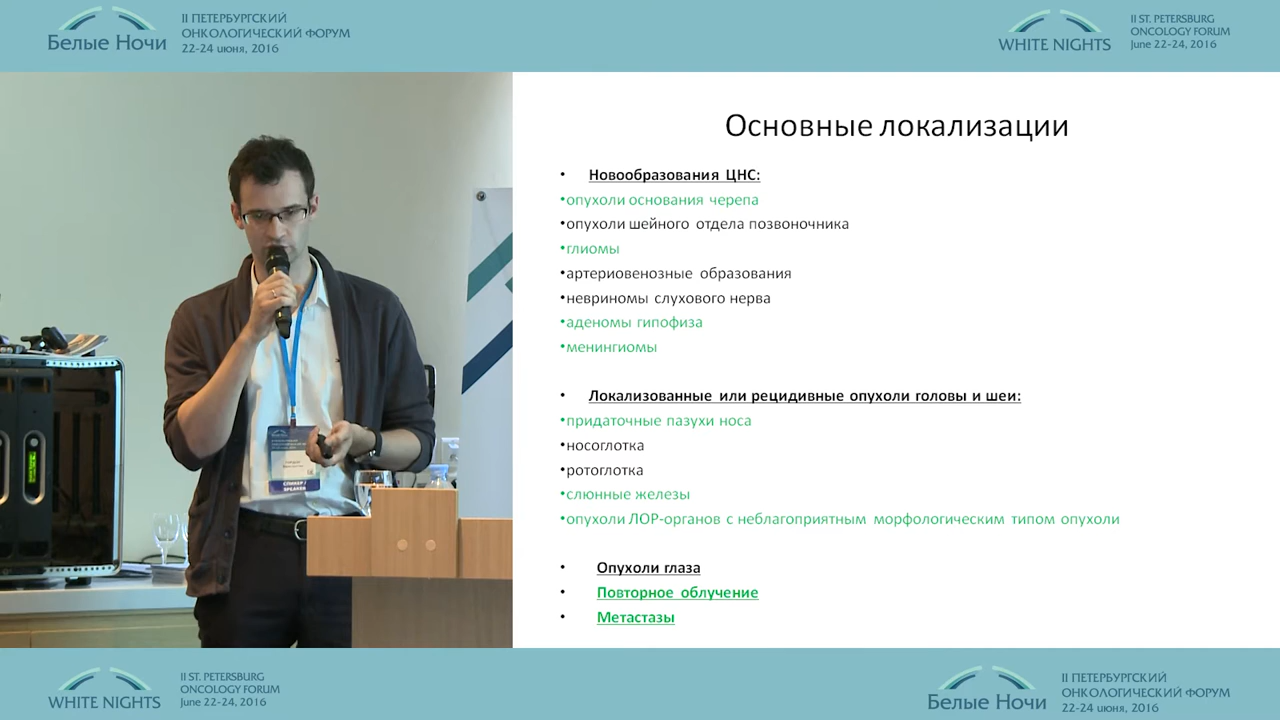 II ПЕТЕРБУРГСКИЙ
ОНКОЛОГИЧЕСКИЙ ФОРУМ
Белые Ночи
22-24 июня, 2016
II ST. PETERSBURG
ONCOLOGY FORUM
WHITE NIGHTS
June 22-24, 2016
Основные локализации
• Новообразования ЦНС:
•опухоли основания черепа
•опухоли шейного отдела позвоночника
•глиомы
•артериовенозные образования
•невриномы слухового нерва
•аденомы гипофиза
•менингиомы
• Локализованные или рецидивные опухоли головы и шеи:
•придаточные пазухи носа
•носоглотка
•ротоглотка
•слюнные железы
•опухоли ЛОР-органов с неблагоприятным морфологическим типом опухоли
• Опухоли глаза
• Повторное облучение
• Метастазы
СПИКЕР /
SPEAKER
II ST. PETERSBURG
ONCOLOGY FORUM
WHITE NIGHTS
June 22-24, 2016
II ПЕТЕРБУРГСКИЙ
ОНКОЛОГИЧЕСКИЙ ФОРУМ
Белые Ночи
22-24 июня, 2016